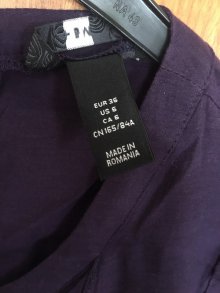 EUR 36
US 6
CA 6
CN 165/84A
MADE IN
ROMANIA